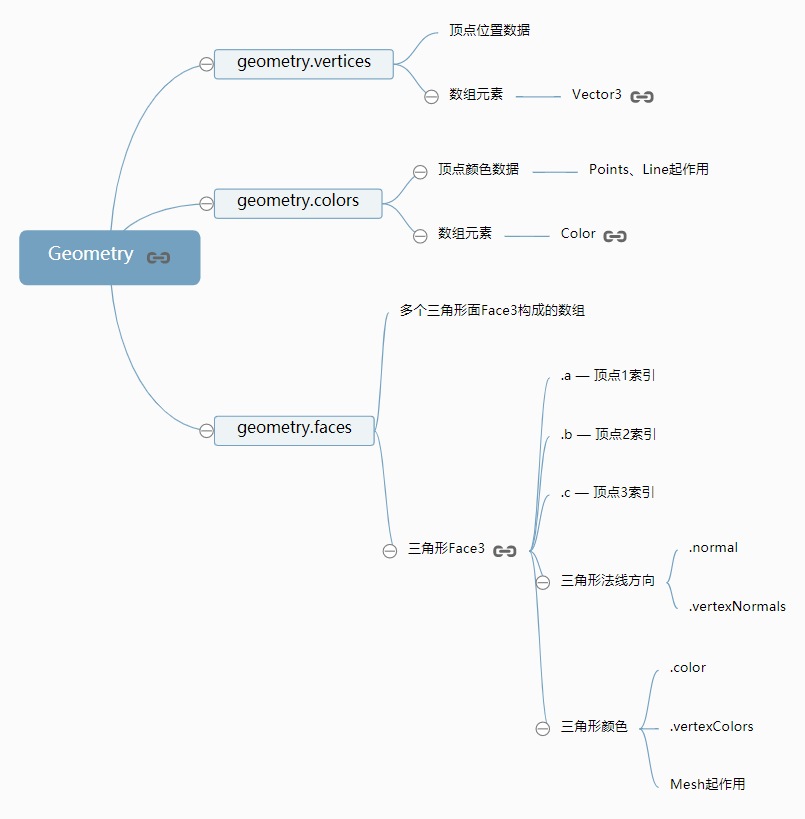 Geometry
geometry.vertices
顶点位置数据
数组元素
Vector3
geometry.colors
顶点颜色数据
Points、Line起作用
数组元素
Color
geometry.faces
多个三角形面Face3构成的数组
三角形Face3
.a — 顶点1索引
.b — 顶点2索引
.c — 顶点3索引
三角形法线方向
.normal
.vertexNormals
三角形颜色
.color
.vertexColors
Mesh起作用